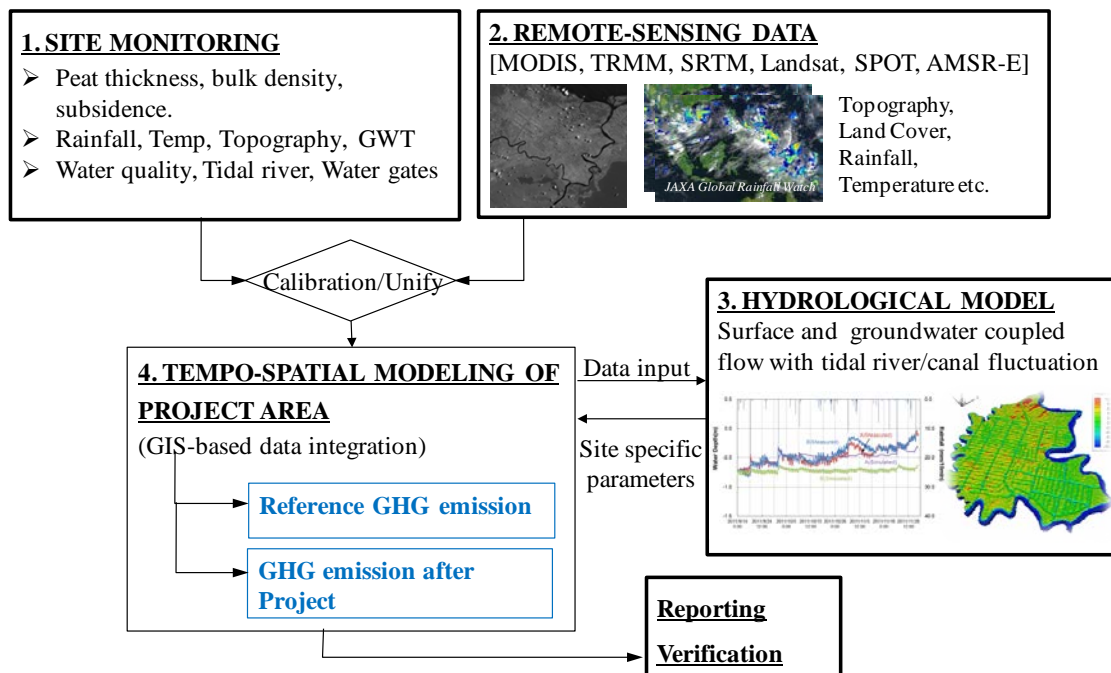 1. SITE MONITORING
➢ Peat thickness, bulk density,
subsidence.
➢ Rainfall, Temp, Topography, GWT
➢ Water quality, Tidal river, Water gates
2. REMOTE-SENSING DATA
[MODIS, TRMM, SRTM, Landsat, SPOT, AMSR-E]
JAXA Global Rainfall Watch
Topography,
Land Cover,
Rainfall,
Temperature etc.
Calibration/Unify
3. HYDROLOGICAL MODEL
Surface and groundwater coupled
flow with tidal river/canal fluctuation
4. TEMPO-SPATIAL MODELING OF
PROJECT AREA
(GIS-based data integration)
Reference GHG emission
GHG emission after
Project
Data input
Site specific
parameters
Reporting
Verification